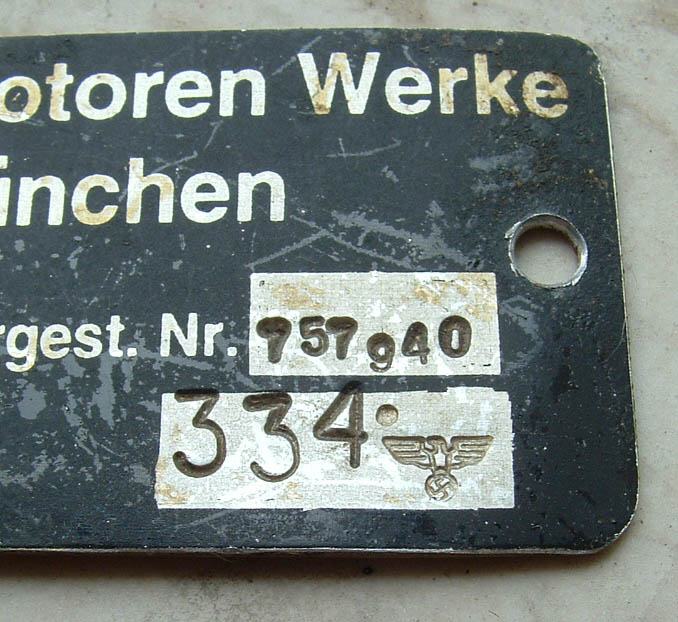 otoren Werke
inchen
rgest. Nr. 757940
334